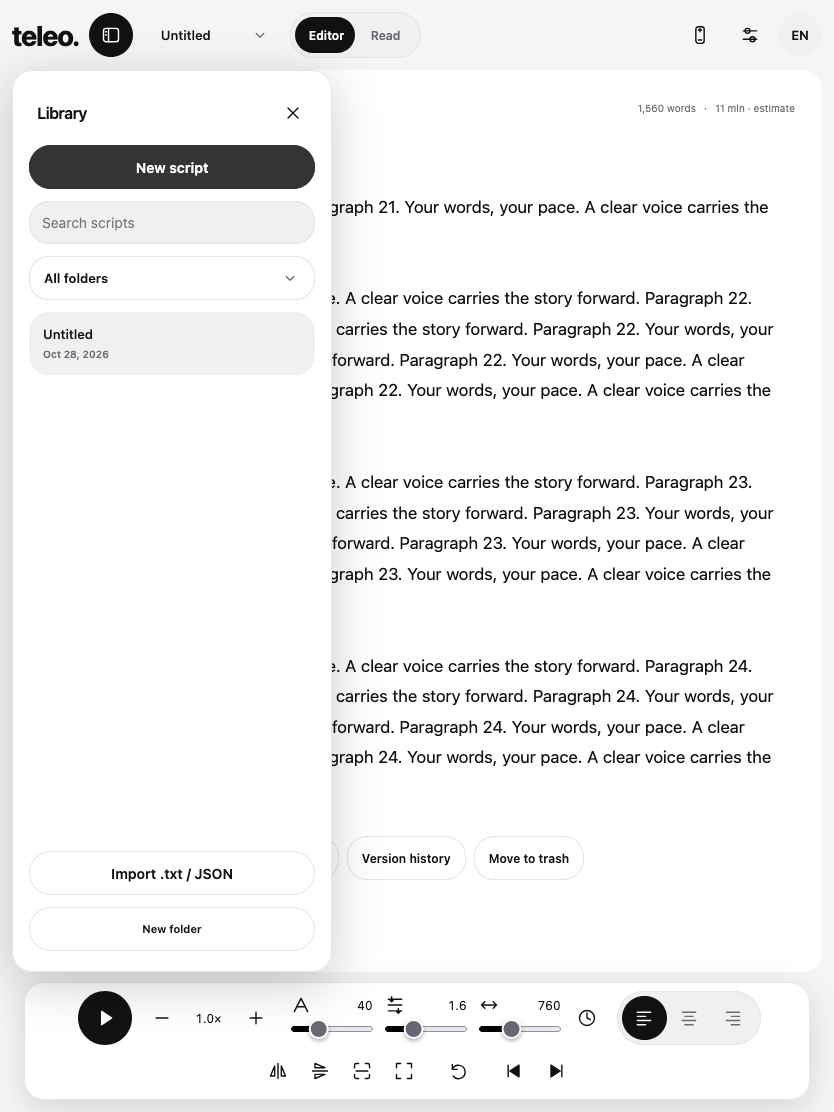 teleo.
Untitled
Editor
Read
EN
Library
New script
Search scripts
All folders
Untitled
Oct 28, 2026
Import .txt / JSON
New folder
1,560 words · 11 min · estimate
graph 21. Your words, your pace. A clear voice carries the
e. A clear voice carries the story forward. Paragraph 22.
carries the story forward. Paragraph 22. Your words, your
forward. Paragraph 22. Your words, your pace. A clear
graph 22. Your words, your pace. A clear voice carries the
e. A clear voice carries the story forward. Paragraph 23.
carries the story forward. Paragraph 23. Your words, your
forward. Paragraph 23. Your words, your pace. A clear
graph 23. Your words, your pace. A clear voice carries the
e. A clear voice carries the story forward. Paragraph 24.
carries the story forward. Paragraph 24. Your words, your
forward. Paragraph 24. Your words, your pace. A clear
graph 24. Your words, your pace. A clear voice carries the
Version history
Move to trash
1.0×
40
1.6
760